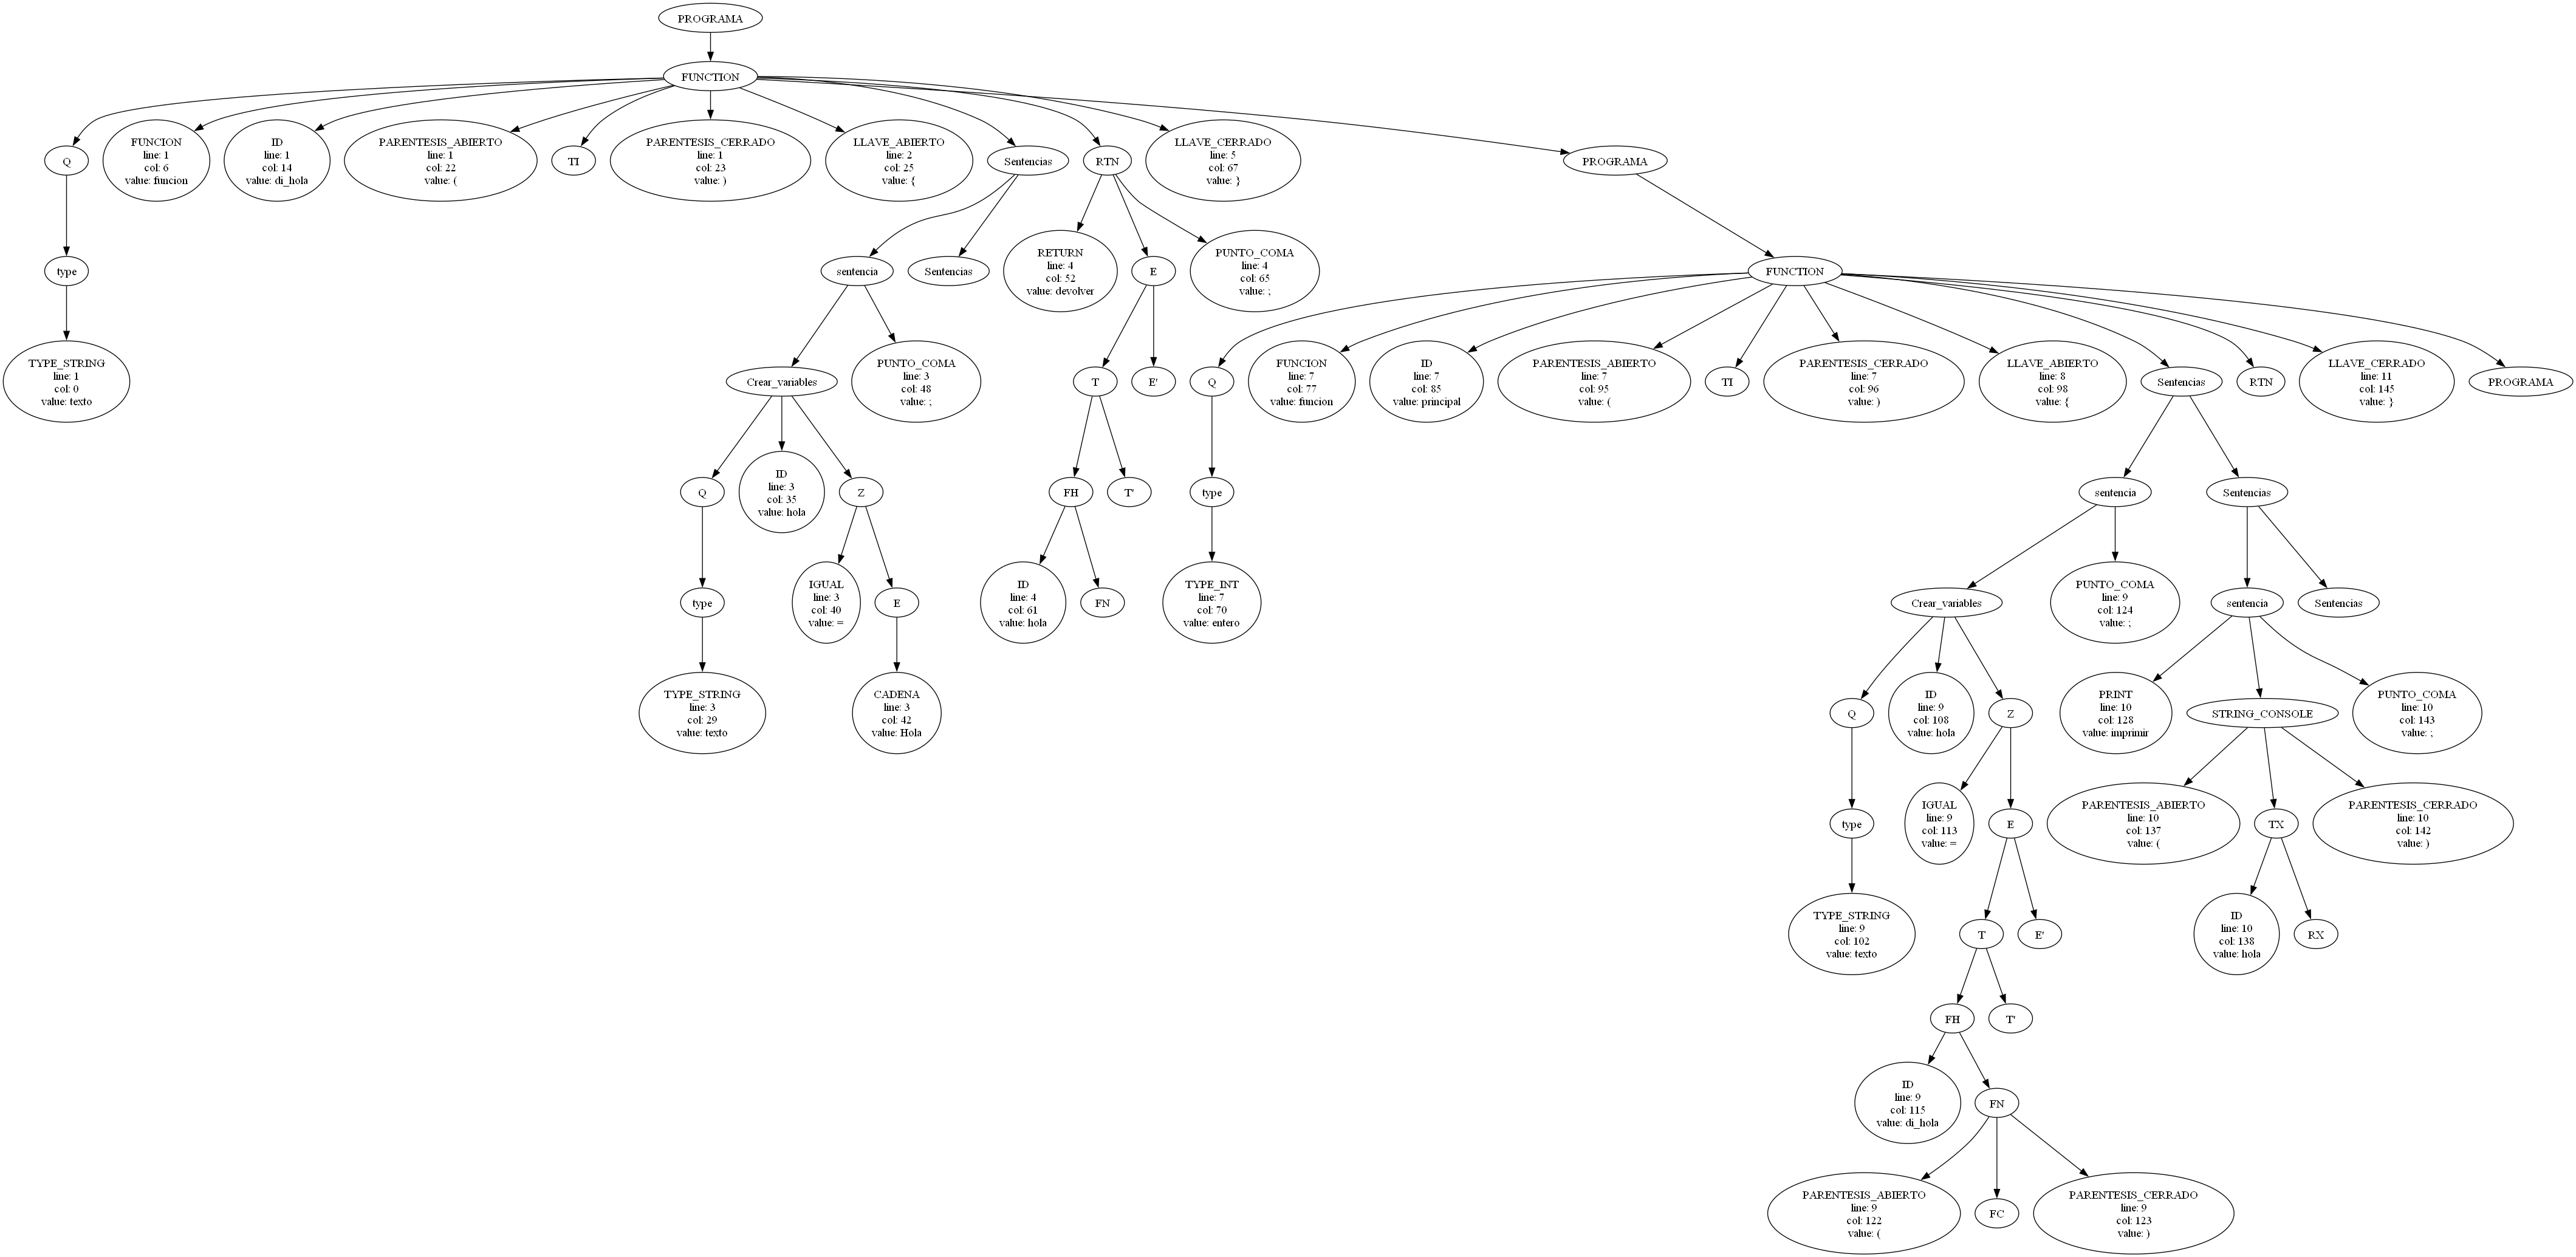 PROGRAMA
FUNCTION
Q
FUNCION
line: 1
col: 6
value: funcion
ID
line: 1
col: 14
value: di_hola
PARENTESIS_ABIERTO
line: 1
col: 22
value: (
TI
PARENTESIS_CERRADO
line: 1
col: 23
value: )
LLAVE_ABIERTO
line: 2
col: 25
value: {
Sentencias
RTN
LLAVE_CERRADO
line: 5
col: 67
value: }
PROGRAMA
type
sentencia
Sentencias
RETURN
line: 4
col: 52
value: devolver
E
PUNTO_COMA
line: 4
col: 65
value: ;
FUNCTION
TYPE_STRING
line: 1
col: 0
value: texto
Crear_variables
PUNTO_COMA
line: 3
col: 48
value: ;
T
E'
Q
FUNCION
line: 7
col: 77
value: funcion
ID
line: 7
col: 85
value: principal
PARENTESIS_ABIERTO
line: 7
col: 95
value: (
TI
PARENTESIS_CERRADO
line: 7
col: 96
value: )
LLAVE_ABIERTO
line: 8
col: 98
value: {
Sentencias
RTN
LLAVE_CERRADO
line: 11
col: 145
value: }
PROGRAMA
Q
ID
line: 3
col: 35
value: hola
Z
FH
T'
type
sentencia
Sentencias
type
IGUAL
line: 3
col: 40
value: =
E
ID
line: 4
col: 61
value: hola
FN
TYPE_INT
line: 7
col: 70
value: entero
Crear_variables
PUNTO_COMA
line: 9
col: 124
value: ;
sentencia
Sentencias
TYPE_STRING
line: 3
col: 29
value: texto
CADENA
line: 3
col: 42
value: Hola
Q
ID
line: 9
col: 108
value: hola
Z
PRINT
line: 10
col: 128
value: imprimir
STRING_CONSOLE
PUNTO_COMA
line: 10
col: 143
value: ;
type
IGUAL
line: 9
col: 113
value: =
E
PARENTESIS_ABIERTO
line: 10
col: 137
value: (
TX
PARENTESIS_CERRADO
line: 10
col: 142
value: )
TYPE_STRING
line: 9
col: 102
value: texto
T
E'
ID
line: 10
col: 138
value: hola
RX
FH
T'
ID
line: 9
col: 115
value: di_hola
FN
PARENTESIS_ABIERTO
line: 9
col: 122
value: (
FC
PARENTESIS_CERRADO
line: 9
col: 123
value: )